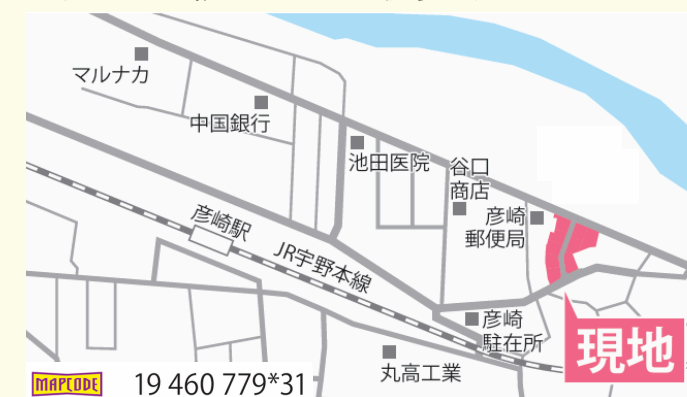 マルナカ
中国銀行
池田医院
谷口
商店
彦崎
郵便局
彦崎駅
JR宇野本線
彦崎
駐在所
現地
丸高工業
MAPCODE 19 460 779*31